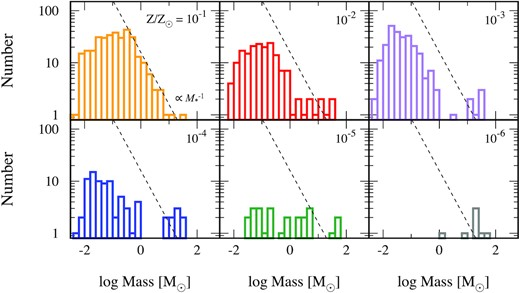 Z/Z☉ = 10⁻¹
10⁻²
10⁻³
100
Number
10
1
∝ M*⁻¹
10⁻⁴
10⁻⁵
10⁻⁶
100
Number
10
1
-2 0 2 -2 0 2 -2 0 2
log Mass [M☉] log Mass [M☉] log Mass [M☉]